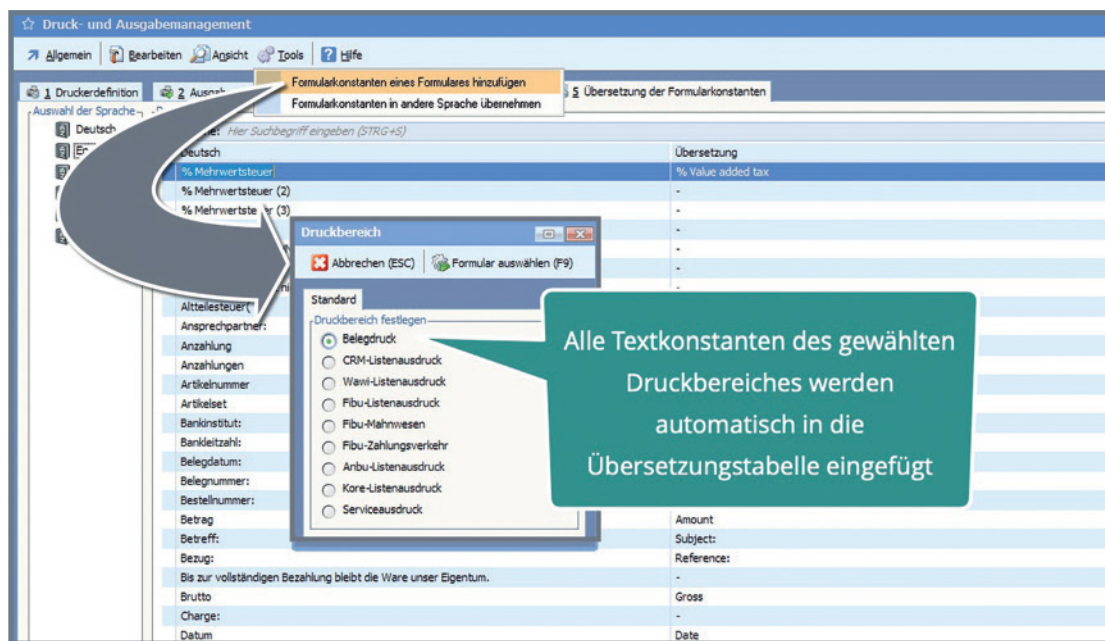 Druck- und Ausgabemanagement
Allgemein Bearbeiten Ansicht Tools Hilfe
Formularkonstanten eines Formulares hinzufügen
Formularkonstanten in andere Sprache übernehmen
1 Druckerdefinition 2 5 Übersetzung der Formularkonstanten
Auswahl der Sprache
Deutsch
Hier Suchbegriff eingeben (STRG+S)
Deutsch Übersetzung
% Mehrwertsteuer % Value added tax
% Mehrwertsteuer (2) -
(3) -
-
-
-
-
Altteilesteuer(
Ansprechpartner:
Anzahlung
Anzahlungen
Artikelnummer
Artikelset
Bankinstitut:
Bankleitzahl:
Belegdatum:
Belegnummer:
Bestellnummer:
Betrag Amount
Betreff: Subject:
Bezug: Reference:
Bis zur vollständigen Bezahlung bleibt die Ware unser Eigentum. -
Brutto Gross
Charge: -
Datum Date
Druckbereich
Abbrechen (ESC) Formular auswählen (F9)
Standard
Druckbereich festlegen
Belegdruck
CRM-Listenausdruck
Wawi-Listenausdruck
Fibu-Listenausdruck
Fibu-Mahnwesen
Fibu-Zahlungsverkehr
Anbu-Listenausdruck
Kore-Listenausdruck
Serviceausdruck
Alle Textkonstanten des gewählten
Druckbereiches werden
automatisch in die
Übersetzungstabelle eingefügt